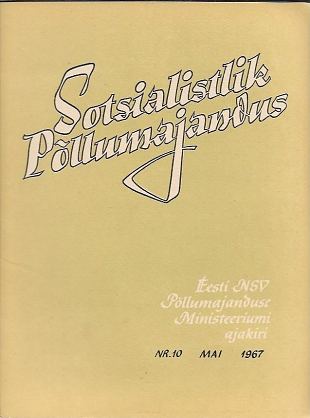 Sotsialistlik
Põllumajandus
Eesti NSV
Põllumajanduse
Ministeeriumi
ajakiri
NR. 10 MAI 1967